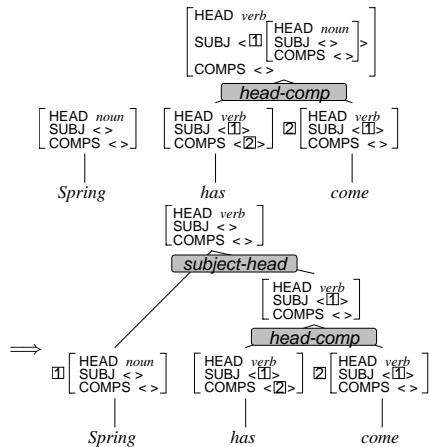 HEAD verb
HEAD noun
SUBJ < 1 SUBJ < > >
COMPS < >
COMPS < >
head-comp
HEAD noun HEAD verb HEAD verb
SUBJ < > SUBJ <1> 2 SUBJ <1>
COMPS < > COMPS <2> COMPS < >
Spring has come
HEAD verb
SUBJ < >
COMPS < >
subject-head
HEAD verb
SUBJ <1>
COMPS < >
head-comp
⟹
HEAD noun HEAD verb HEAD verb
1 SUBJ < > SUBJ <1> 2 SUBJ <1>
COMPS < > COMPS <2> COMPS < >
Spring has come